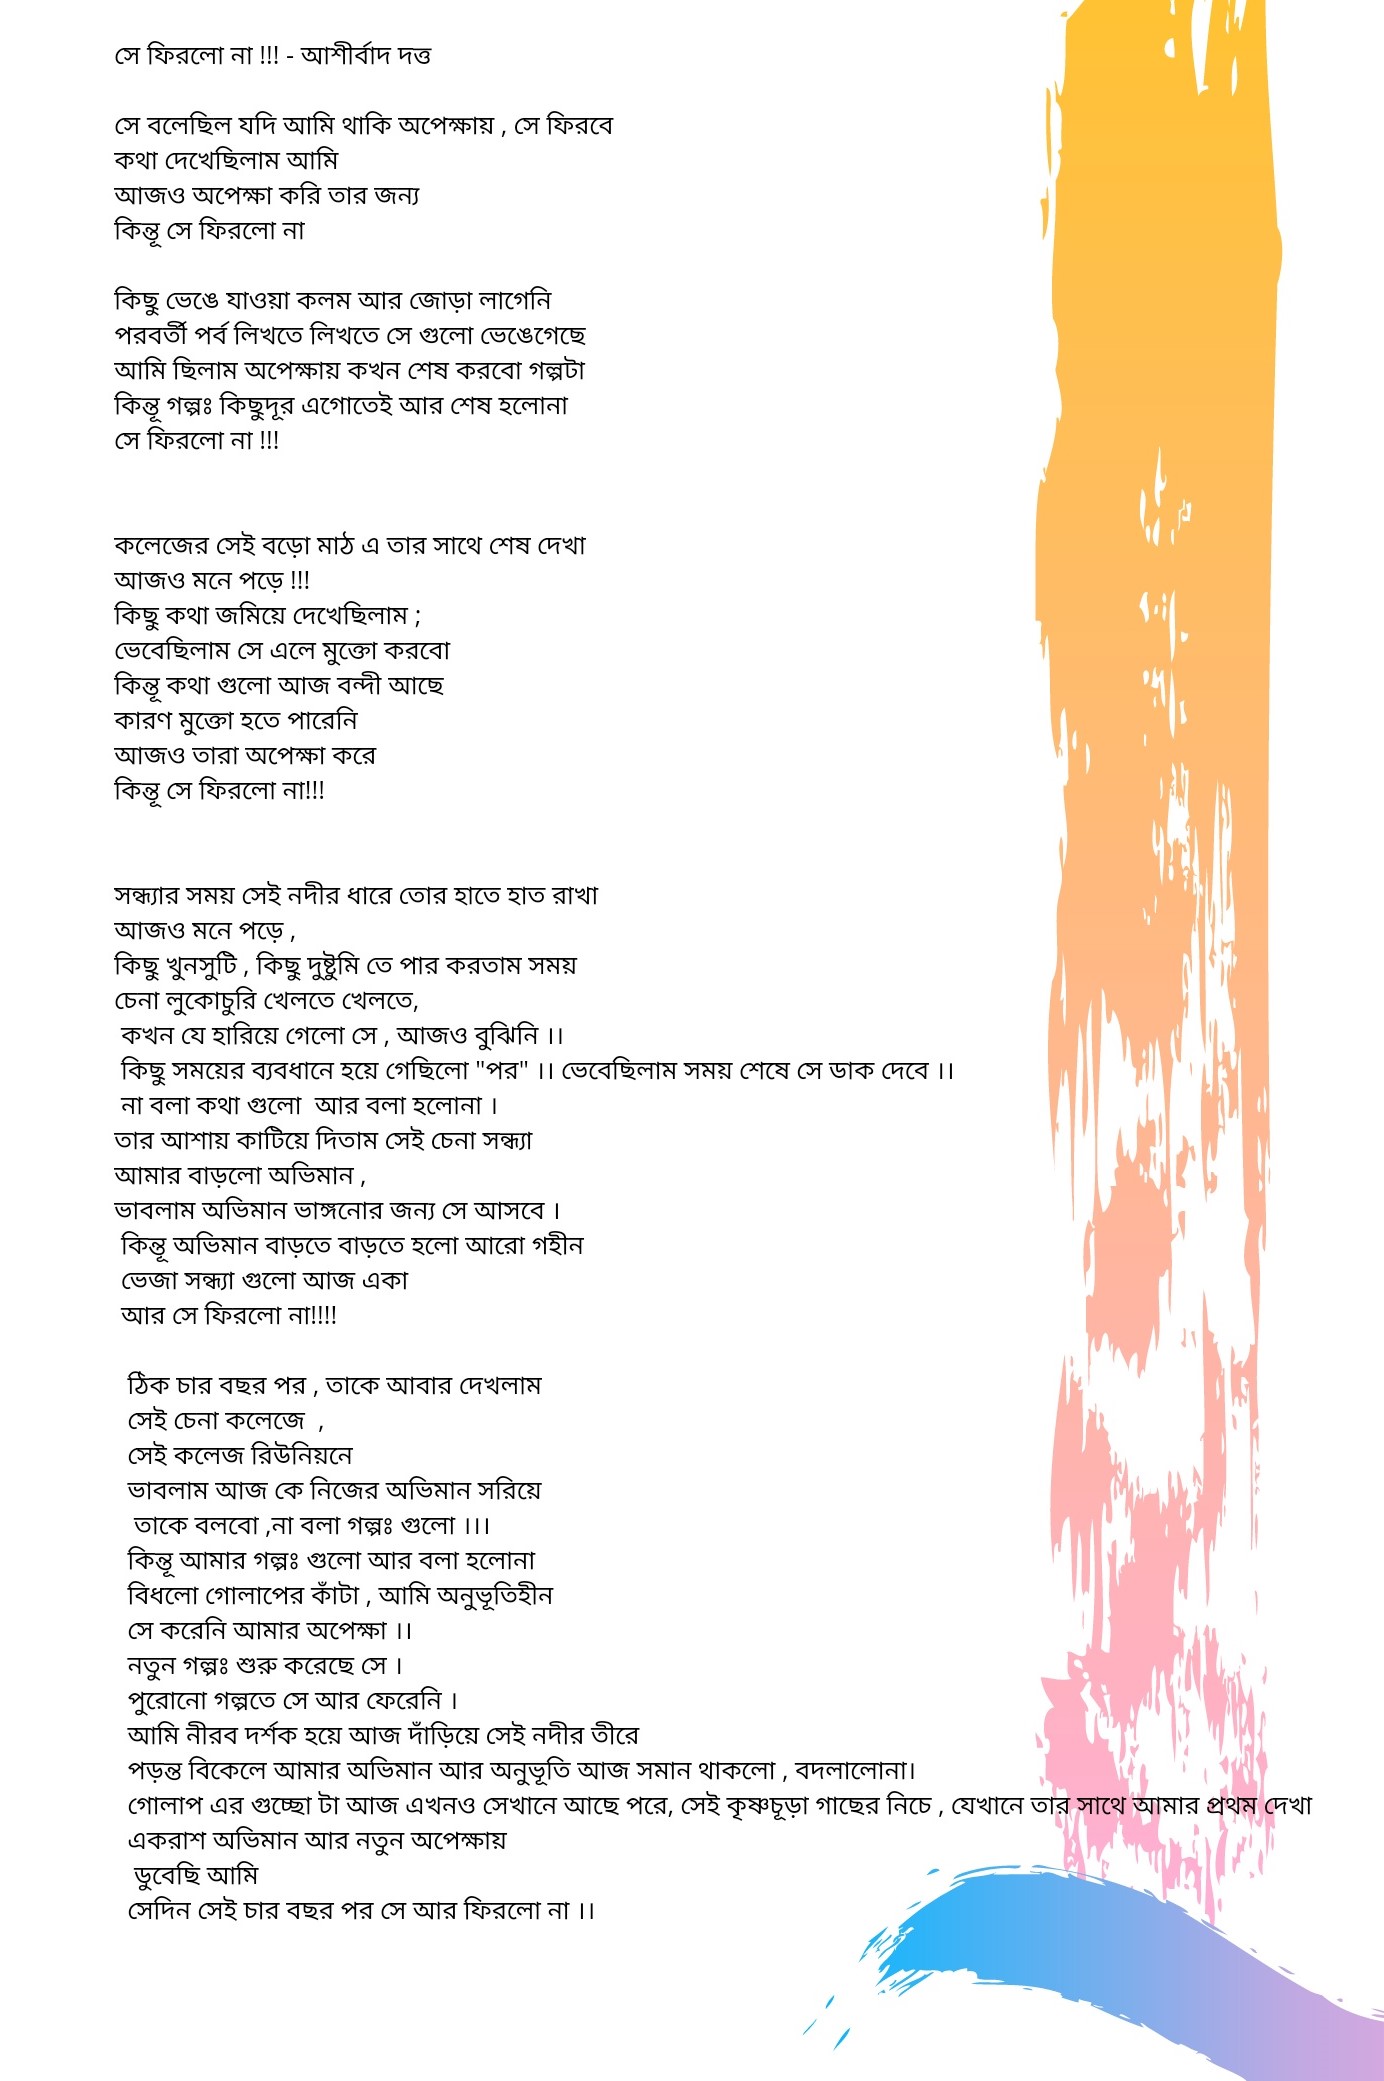 সে ফিরলো না !!! - আশীর্বাদ দত্ত
সে বলেছিল যদি আমি থাকি অপেক্ষায় , সে ফিরবে
কথা দেখেছিলাম আমি
আজও অপেক্ষা করি তার জন্য
কিন্তূ সে ফিরলো না
কিছু ভেঙে যাওয়া কলম আর জোড়া লাগেনি
পরবর্তী পর্ব লিখতে লিখতে সে গুলো ভেঙেগেছে
আমি ছিলাম অপেক্ষায় কখন শেষ করবো গল্পটা
কিন্তূ গল্পঃ কিছুদূর এগোতেই আর শেষ হলোনা
সে ফিরলো না !!!
কলেজের সেই বড়ো মাঠ এ তার সাথে শেষ দেখা
আজও মনে পড়ে !!!
কিছু কথা জমিয়ে দেখেছিলাম ;
ভেবেছিলাম সে এলে মুক্তো করবো
কিন্তূ কথা গুলো আজ বন্দী আছে
কারণ মুক্তো হতে পারেনি
আজও তারা অপেক্ষা করে
কিন্তূ সে ফিরলো না!!!
সন্ধ্যার সময় সেই নদীর ধারে তোর হাতে হাত রাখা
আজও মনে পড়ে ,
কিছু খুনসুটি , কিছু দুষ্টুমি তে পার করতাম সময়
চেনা লুকোচুরি খেলতে খেলতে,
কখন যে হারিয়ে গেলো সে , আজও বুঝিনি ।।
কিছু সময়ের ব্যবধানে হয়ে গেছিলো "পর" ।। ভেবেছিলাম সময় শেষে সে ডাক দেবে ।।
না বলা কথা গুলো আর বলা হলোনা ।
তার আশায় কাটিয়ে দিতাম সেই চেনা সন্ধ্যা
আমার বাড়লো অভিমান ,
ভাবলাম অভিমান ভাঙ্গনোর জন্য সে আসবে ।
কিন্তূ অভিমান বাড়তে বাড়তে হলো আরো গহীন
ভেজা সন্ধ্যা গুলো আজ একা
আর সে ফিরলো না!!!!
ঠিক চার বছর পর , তাকে আবার দেখলাম
সেই চেনা কলেজে ,
সেই কলেজ রিউনিয়নে
ভাবলাম আজ কে নিজের অভিমান সরিয়ে
তাকে বলবো ,না বলা গল্পঃ গুলো ।।।
কিন্তূ আমার গল্পঃ গুলো আর বলা হলোনা
বিধলো গোলাপের কাঁটা , আমি অনুভূতিহীন
সে করেনি আমার অপেক্ষা ।।
নতুন গল্পঃ শুরু করেছে সে ।
পুরোনো গল্পতে সে আর ফেরেনি ।
আমি নীরব দর্শক হয়ে আজ দাঁড়িয়ে সেই নদীর তীরে
পড়ন্ত বিকেলে আমার অভিমান আর অনুভূতি আজ সমান থাকলো , বদলালোনা।
গোলাপ এর গুচ্ছো টা আজ এখনও সেখানে আছে পরে, সেই কৃষ্ণচূড়া গাছের নিচে , যেখানে তার সাথে আমার প্রথম দেখা
একরাশ অভিমান আর নতুন অপেক্ষায়
ডুবেছি আমি
সেদিন সেই চার বছর পর সে আর ফিরলো না ।।